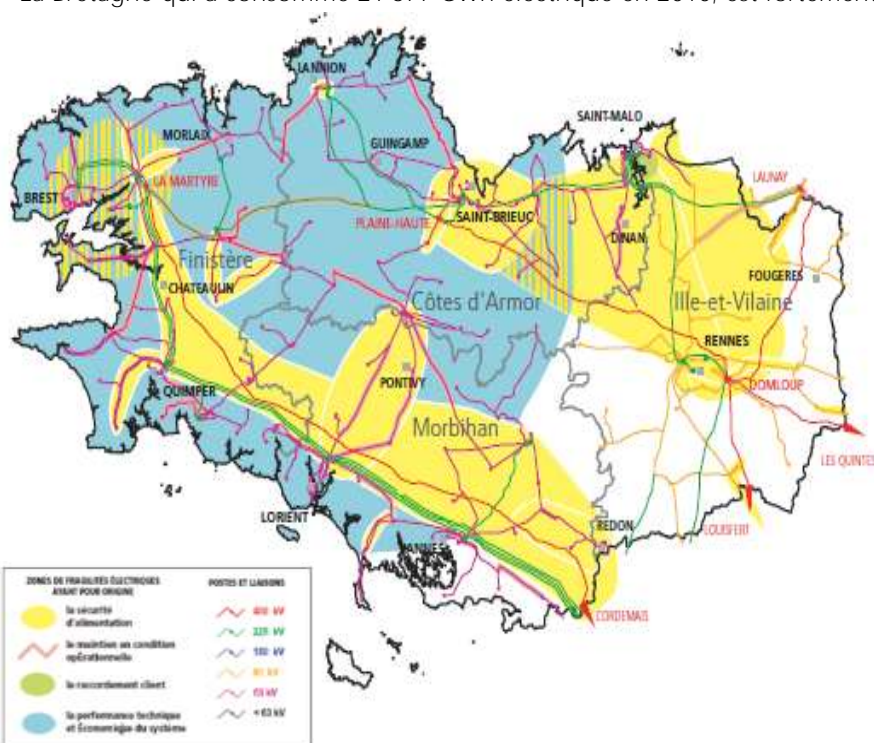 La Bretagne qui a consommé
électrique en 2010, est fortement
LANNION
SAINT-MALO
MORLAIX
GUINGAMP
LAUNAY
LA MARTYRE
BREST
PLAINE-HAUTE
SAINT-BRIEUC
DINAN
Finistère
FOUGERES
CHATEAULIN
Côtes d'Armor
Ille-et-Vilaine
RENNES
PONTIVY
DOMLOUP
QUIMPER
Morbihan
LES QUINTES
LORIENT
REDON
LOUISFERT
VANNES
CORDEMAIS
ZONES DE FRAGILITÉS ÉLECTRIQUES
AYANT POUR ORIGINE
la sécurité
d'alimentation
le maintien en condition
opÉrationnelle
le raccordement client
la performance technique
et Économique du système
POSTES ET LIAISONS
400 kV
225 kV
150 kV
90 kV
63 kV
< 63 kV